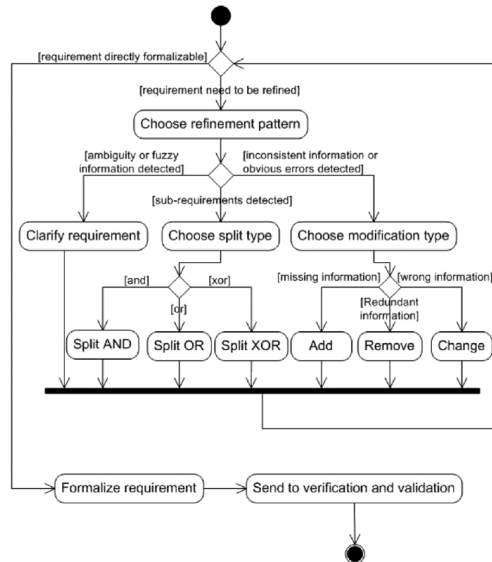 [requirement directly formalizable]
[requirement need to be refined]
Choose refinement pattern
[ambiguity or fuzzy
information detected]
[inconsistent information or
obvious errors detected]
[sub-requirements detected]
Clarify requirement
Choose split type
Choose modification type
[and]
[or]
[xor]
[missing information]
[wrong information]
[Redundant
information]
Split AND
Split OR
Split XOR
Add
Remove
Change
Formalize requirement
Send to verification and validation